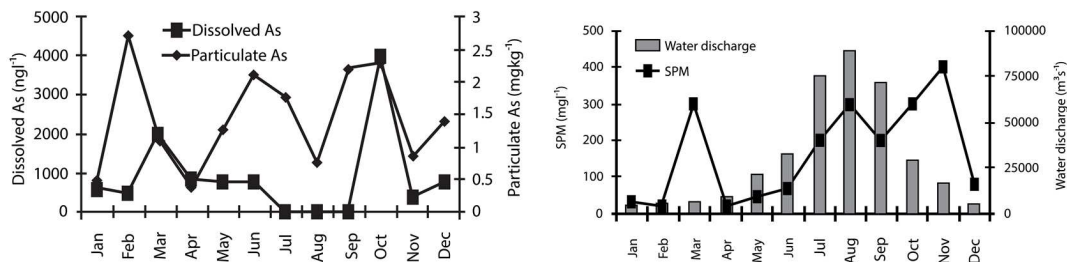 5000
4000
3000
2000
1000
0
Dissolved As (ngl⁻¹)
Dissolved As
Particulate As
3
2.5
2
1.5
1
0.5
0
Particulate As (mgkg⁻¹)
Jan Feb Mar Apr May Jun Jul Aug Sep Oct Nov Dec
500
400
300
200
100
0
SPM (mgl⁻¹)
Water discharge
SPM
100000
75000
50000
25000
0
Water discharge (m³s⁻¹)
Jan Feb Mar Apr May Jun Jul Aug Sep Oct Nov Dec